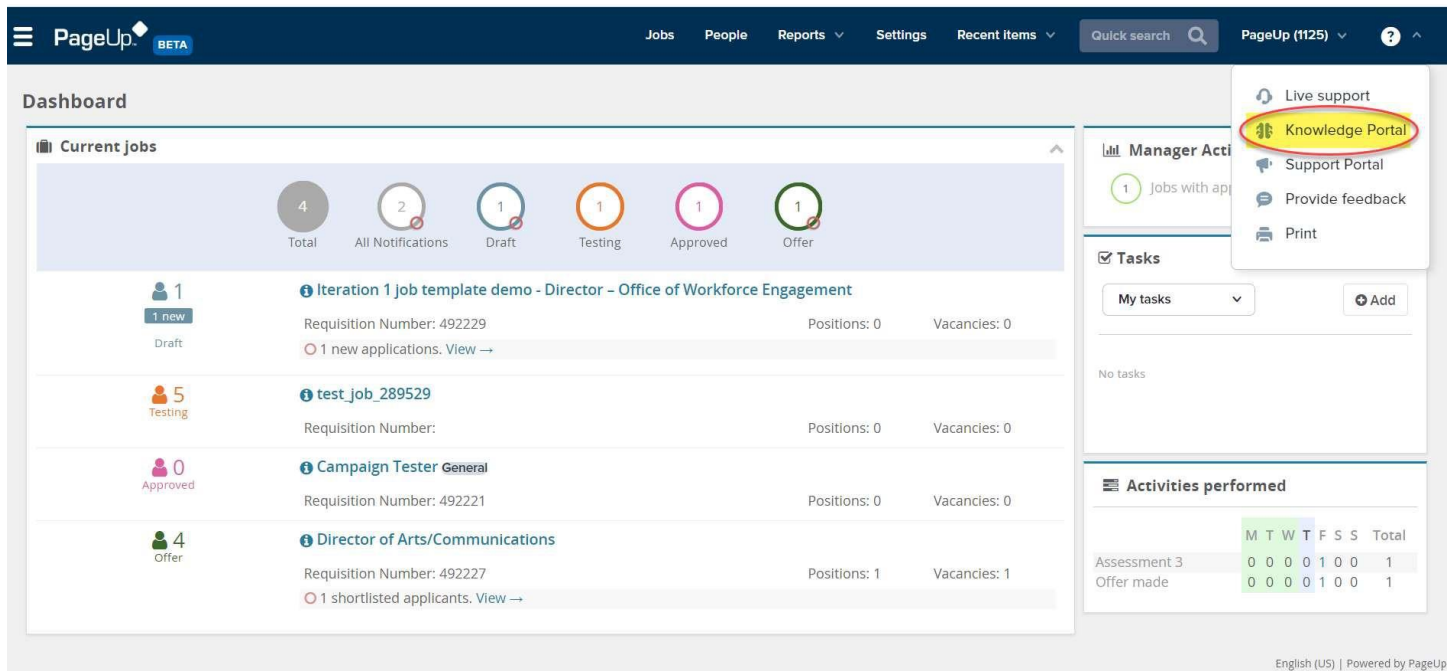 PageUp BETA Jobs People Reports Settings Recent items Quick search PageUp (1125) ?
Live support
Knowledge Portal
Support Portal
Provide feedback
Print
Dashboard
Current jobs
4 2 1 1 1 1
Total All Notifications Draft Testing Approved Offer
1
1 new
Draft
Iteration 1 job template demo - Director – Office of Workforce Engagement
Requisition Number: 492229 Positions: 0 Vacancies: 0
1 new applications. View →
5
Testing
test_job_289529
Requisition Number: Positions: 0 Vacancies: 0
0
Approved
Campaign Tester General
Requisition Number: 492221 Positions: 0 Vacancies: 0
4
Offer
Director of Arts/Communications
Requisition Number: 492227 Positions: 1 Vacancies: 1
1 shortlisted applicants. View →
Manager Acti
1 Jobs with app
Tasks
My tasks Add
No tasks
Activities performed
M T W T F S S Total
Assessment 3 0 0 0 0 1 0 0 1
Offer made 0 0 0 0 1 0 0 1
English (US) | Powered by PageUp